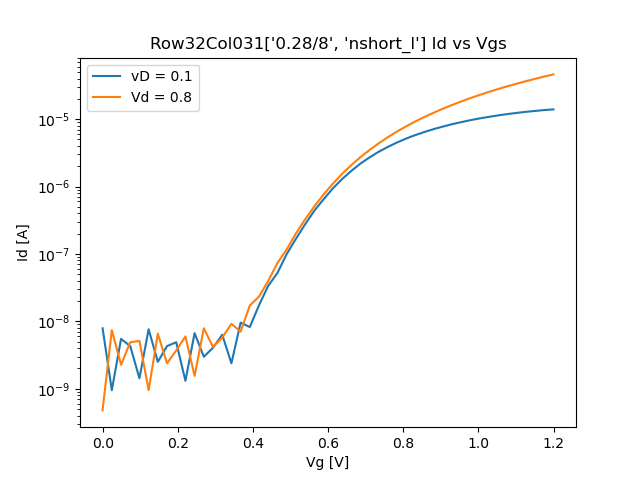 Row32Col031['0.28/8', 'nshort_l'] Id vs Vgs
vD = 0.1
Vd = 0.8
Id [A]
10⁻⁵
10⁻⁶
10⁻⁷
10⁻⁸
10⁻⁹
0.0 0.2 0.4 0.6 0.8 1.0 1.2
Vg [V]